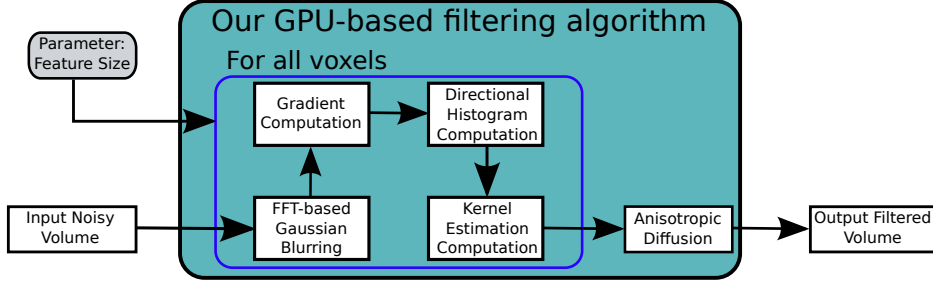 Our GPU-based filtering algorithm
Parameter:
Feature Size
For all voxels
Gradient
Computation
Directional
Histogram
Computation
Input Noisy
Volume
FFT-based
Gaussian
Blurring
Kernel
Estimation
Computation
Anisotropic
Diffusion
Output Filtered
Volume